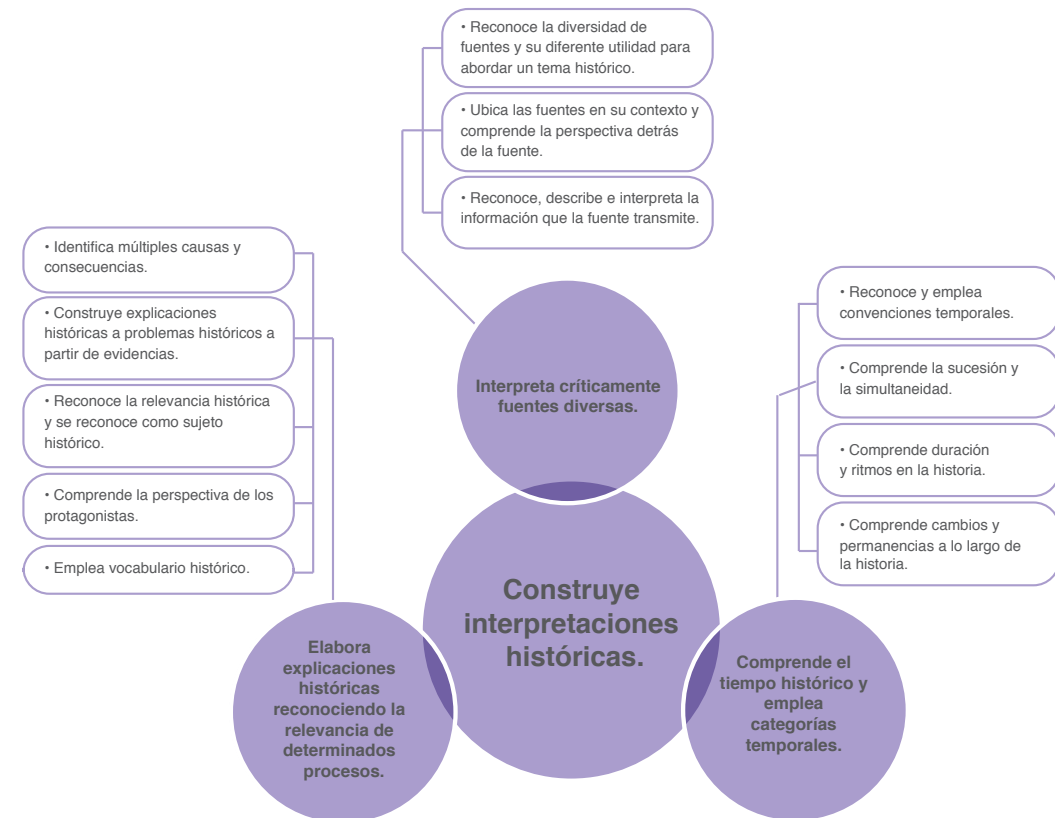 • Reconoce la diversidad de
fuentes y su diferente utilidad para
abordar un tema histórico.
• Ubica las fuentes en su contexto y
comprende la perspectiva detrás
de la fuente.
• Reconoce, describe e interpreta la
información que la fuente transmite.
• Identifica múltiples causas y
consecuencias.
• Construye explicaciones
históricas a problemas históricos a
partir de evidencias.
• Reconoce la relevancia histórica
y se reconoce como sujeto
histórico.
• Comprende la perspectiva de los
protagonistas.
• Emplea vocabulario histórico.
• Reconoce y emplea
convenciones temporales.
• Comprende la sucesión y
la simultaneidad.
• Comprende duración
y ritmos en la historia.
• Comprende cambios y
permanencias a lo largo de
la historia.
Interpreta críticamente
fuentes diversas.
Construye
interpretaciones
históricas.
Elabora
explicaciones
históricas
reconociendo la
relevancia de
determinados
procesos.
Comprende el
tiempo histórico y
emplea
categorías
temporales.